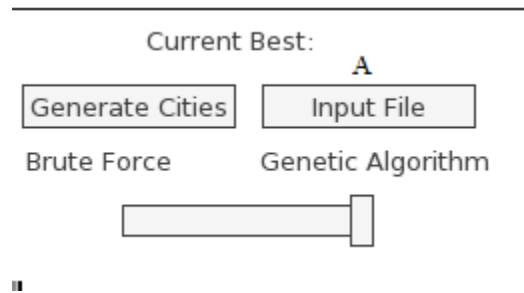 Current Best:
A
Generate Cities Input File
Brute Force Genetic Algorithm